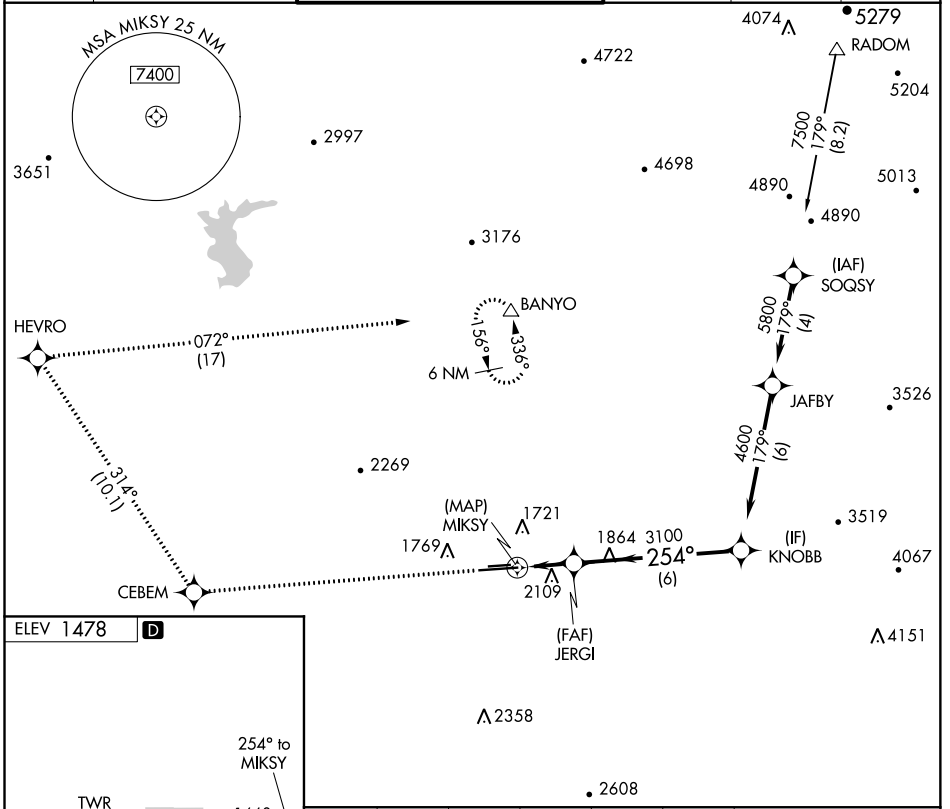 MSA MIKSY 25 NM
7400
4074
5279
RADOM
4722
5204
7500
179°
(8.2)
2997
3651
4698
4890
5013
4890
3176
(IAF)
SOQSY
BANYO
5800
179°
(4)
HEVRO
072°
(17)
156°
336°
6 NM
JAFBY
3526
4600
179°
(6)
314°
(10.1)
2269
(MAP)
MIKSY
1721
3519
1769
1864
3100
254°
(6)
(IF)
KNOBB
4067
CEBEM
2109
(FAF)
JERGI
ELEV 1478
D
4151
2358
254° to
MIKSY
TWR
2608